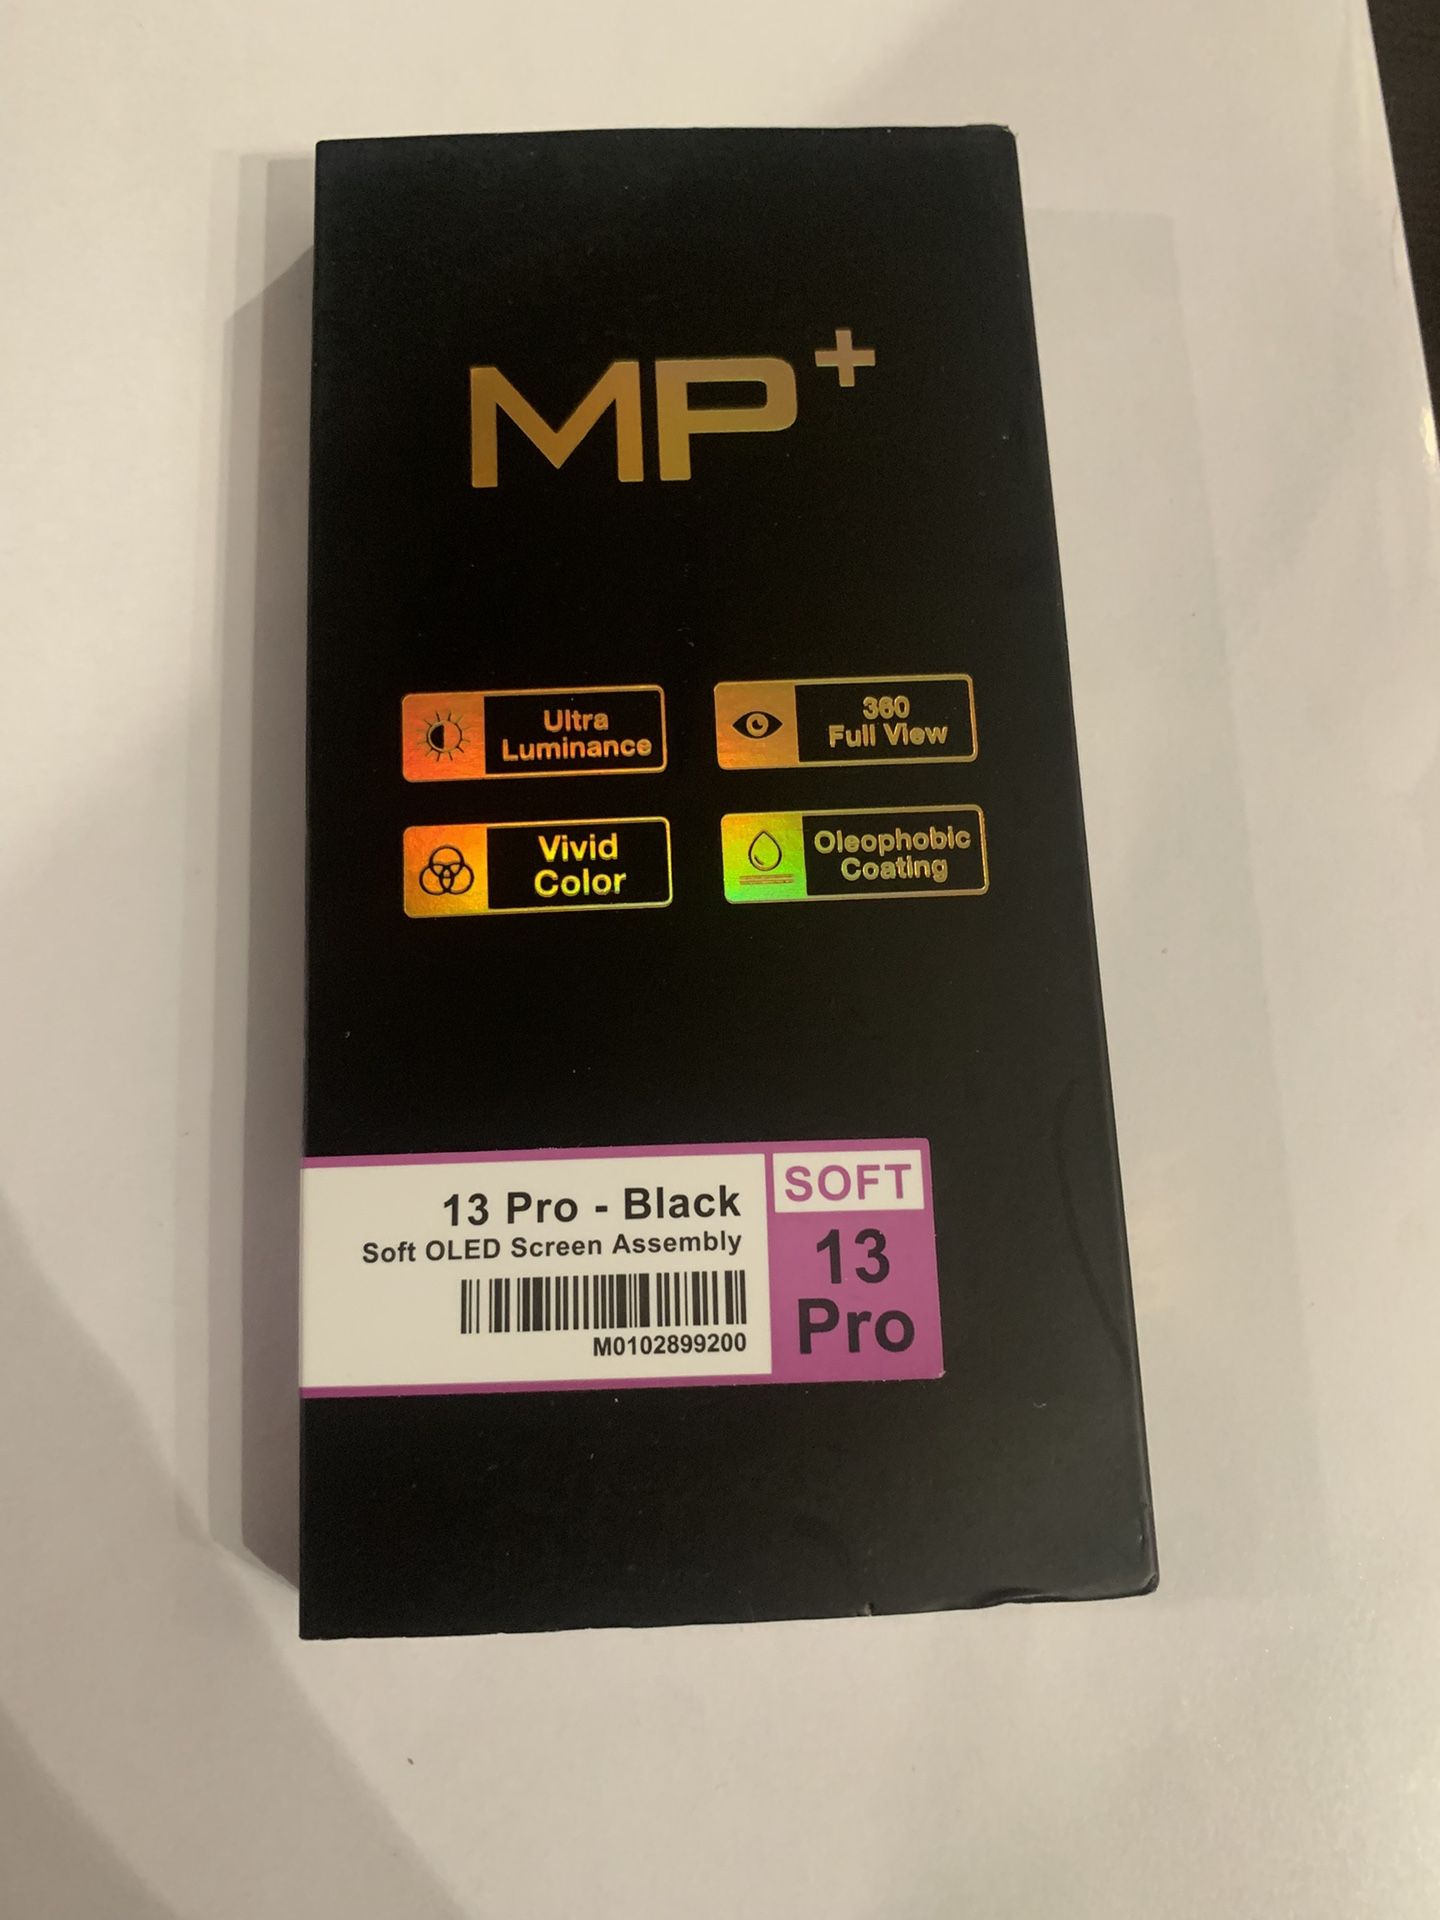 MP+
Ultra
Luminance
360
Full View
Vivid
Color
Oleophobic
Coating
13 Pro - Black
Soft OLED Screen Assembly
M0102899200
SOFT
13
Pro